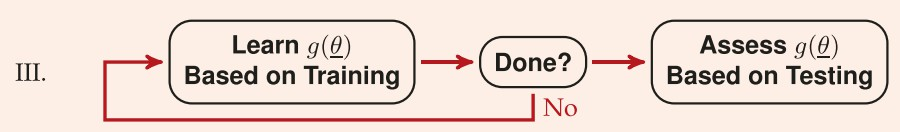 III.
Learn g(θ)
Based on Training
Done?
No
Assess g(θ)
Based on Testing